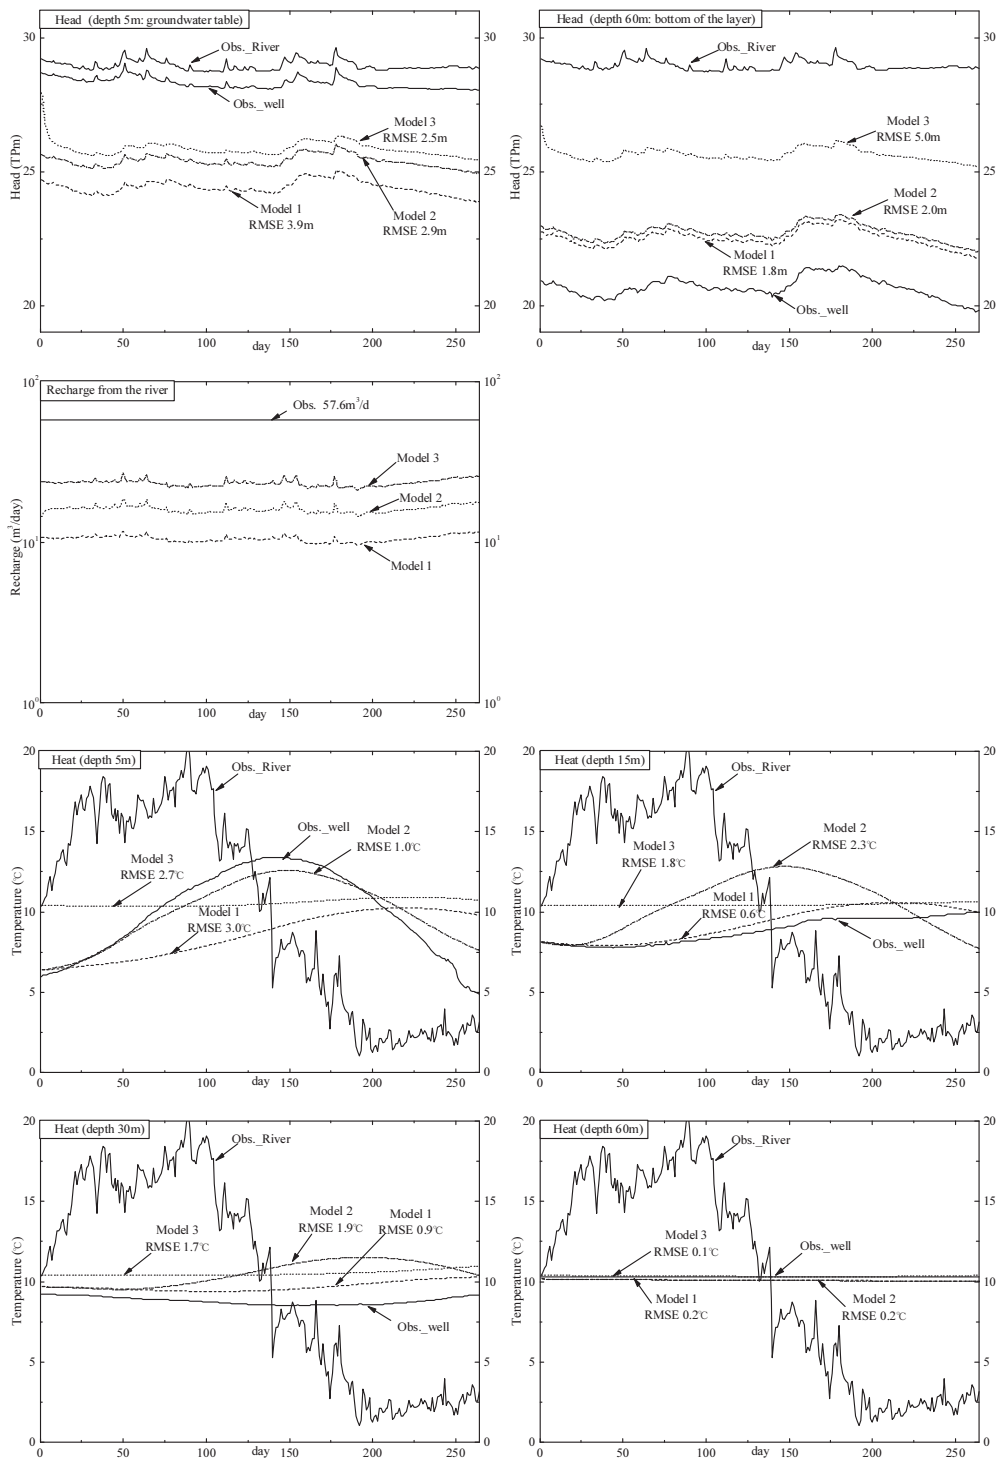 Head (depth 5m: groundwater table)
30
30
Obs._River
Obs._well
Head (TPm)
Model 3
RMSE 2.5m
25
25
Model 1
RMSE 3.9m
Model 2
RMSE 2.9m
20
20
0
50
100
150
200
250
day
Head (depth 60m: bottom of the layer)
30
30
Obs._River
Head (TPm)
Model 3
RMSE 5.0m
25
25
Model 2
RMSE 2.0m
Model 1
RMSE 1.8m
Obs._well
20
20
0
50
100
150
200
250
day
10²
10²
Recharge from the river
Obs. 57.6m³/d
Model 3
Model 2
Recharge (m³/day)
10¹
10¹
Model 1
10⁰
10⁰
0
50
100
150
200
250
day
20
20
Heat (depth 5m)
Obs._River
15
15
Obs._well
Model 2
RMSE 1.0℃
Model 3
RMSE 2.7℃
Temperature (℃)
10
10
Model 1
RMSE 3.0℃
5
5
0
0
0
50
100
150
200
250
day
20
20
Heat (depth 15m)
Obs._River
15
15
Model 2
RMSE 2.3℃
Model 3
RMSE 1.8℃
Temperature (℃)
10
10
Model 1
RMSE 0.6℃
Obs._well
5
5
0
0
0
50
100
150
200
250
day
20
20
Heat (depth 30m)
Obs._River
15
15
Model 2
RMSE 1.9℃
Model 1
RMSE 0.9℃
Model 3
RMSE 1.7℃
Temperature (℃)
10
10
Obs._well
5
5
0
0
0
50
100
150
200
250
day
20
20
Heat (depth 60m)
Obs._River
15
15
Model 3
RMSE 0.1℃
Obs._well
Temperature (℃)
10
10
Model 1
RMSE 0.2℃
Model 2
RMSE 0.2℃
5
5
0
0
0
50
100
150
200
250
day